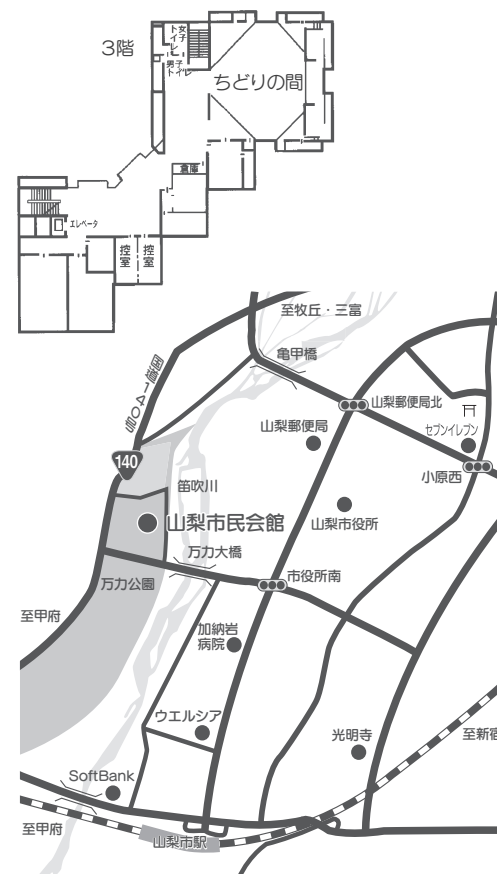 3階
女子
トイレ
男子
トイレ
ちどりの間
倉庫
エレベータ
控室
控室
至牧丘・三富
亀甲橋
国道140号
山梨郵便局北
山梨郵便局
セブンイレブン
140
小原西
笛吹川
山梨市民会館
山梨市役所
万力大橋
市役所南
万力公園
至甲府
加納岩
病院
ウエルシア
光明寺
至新宿
SoftBank
至甲府
山梨市駅